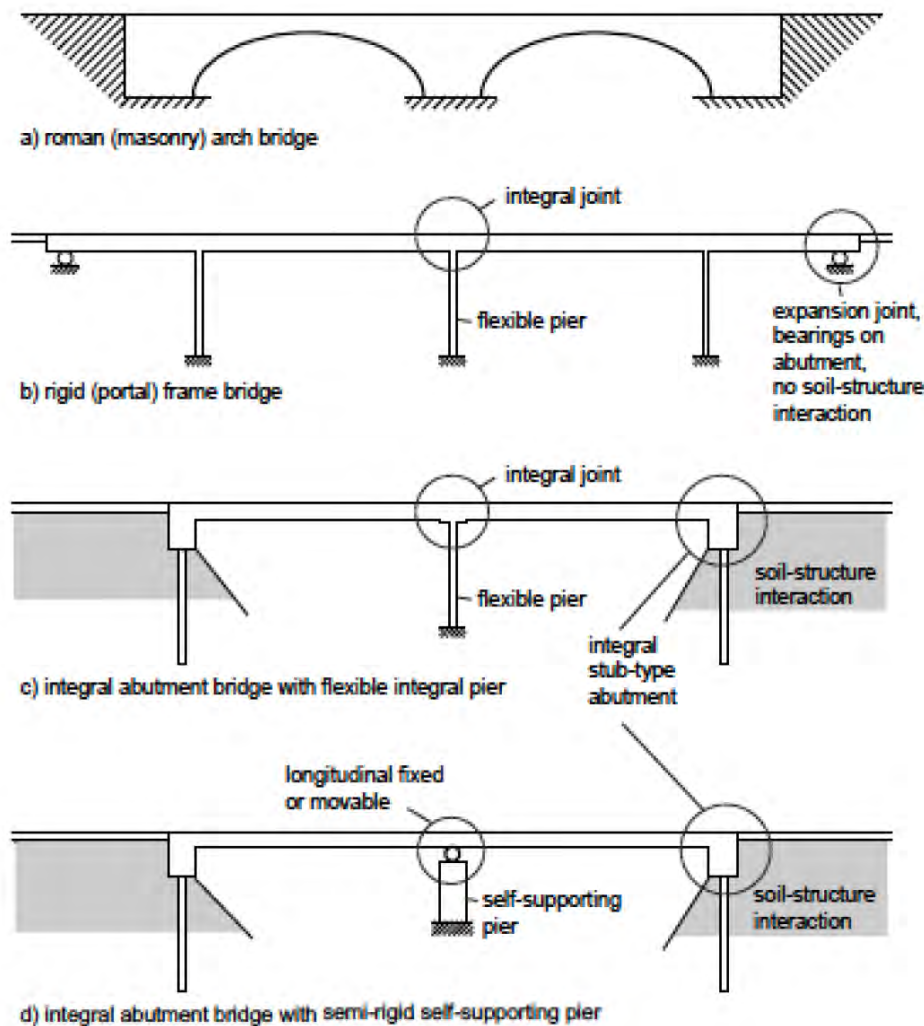 a) roman (masonry) arch bridge
integral joint
flexible pier
expansion joint,
bearings on
abutment,
no soil-structure
interaction
b) rigid (portal) frame bridge
integral joint
flexible pier
soil-structure
interaction
integral
stub-type
abutment
c) integral abutment bridge with flexible integral pier
longitudinal fixed
or movable
self-supporting
pier
soil-structure
interaction
d) integral abutment bridge with semi-rigid self-supporting pier